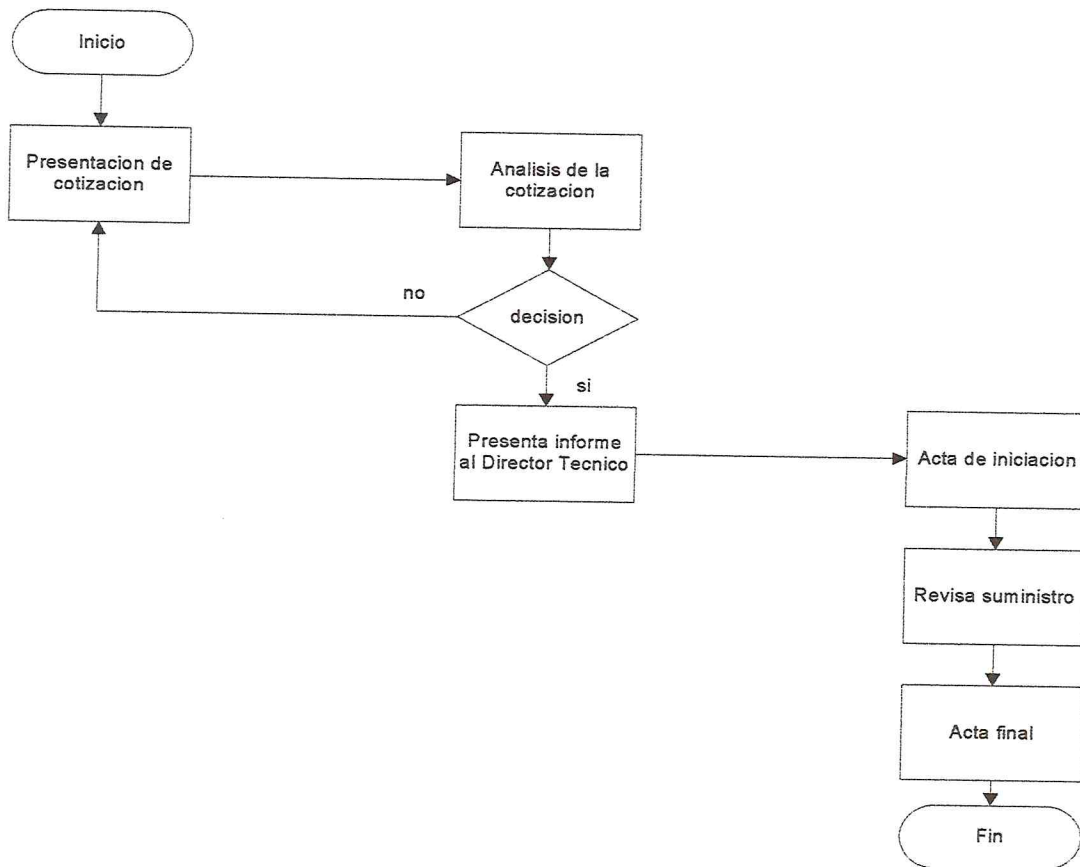 Inicio
Presentacion de
cotizacion
Analisis de la
cotizacion
no
decision
si
Presenta informe
al Director Tecnico
Acta de iniciacion
Revisa suministro
Acta final
Fin